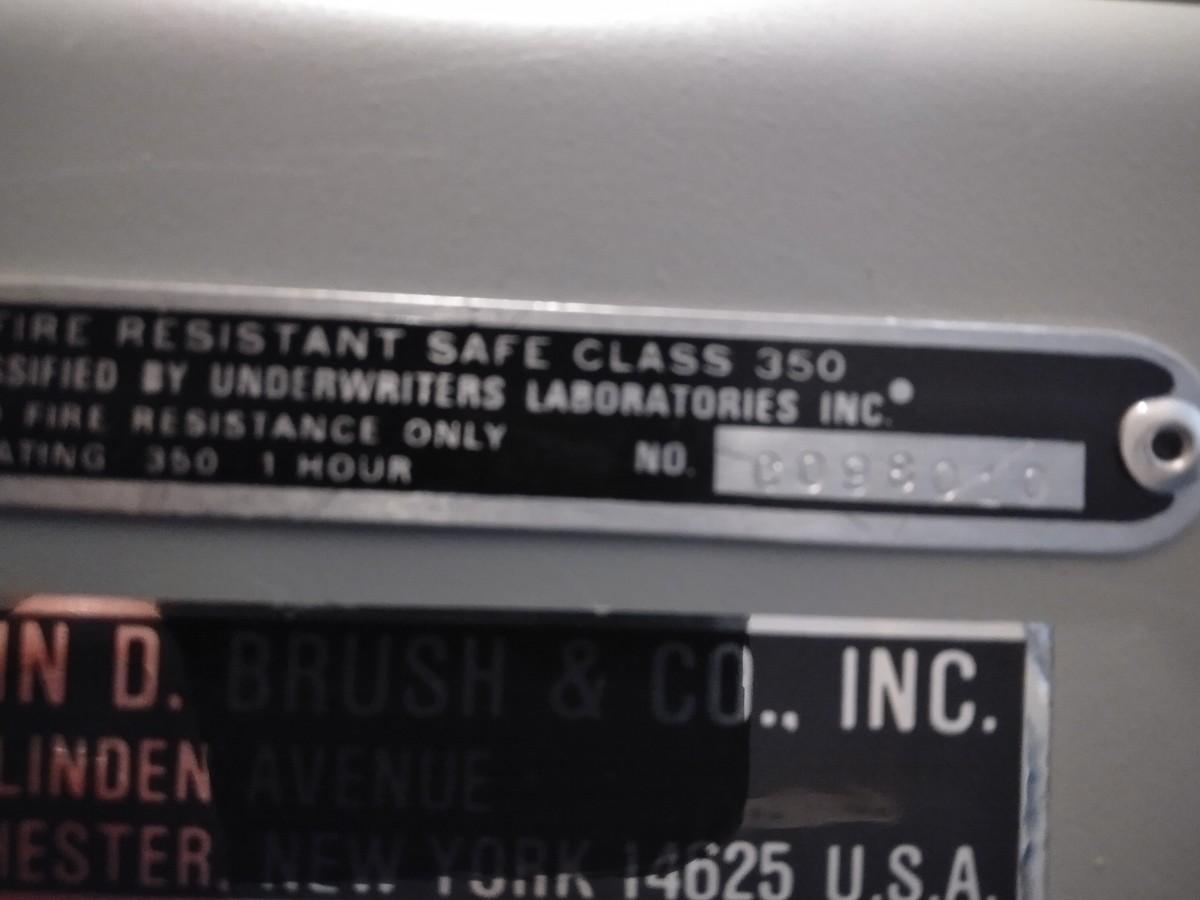 FIRE RESISTANT SAFE CLASS 350
SSIFIED BY UNDERWRITERS LABORATORIES INC.®
FIRE RESISTANCE ONLY
ATING 350 1 HOUR
NO.
N D. BRUSH & CO., INC.
LINDEN AVENUE
HESTER, NEW YORK 14625 U.S.A.